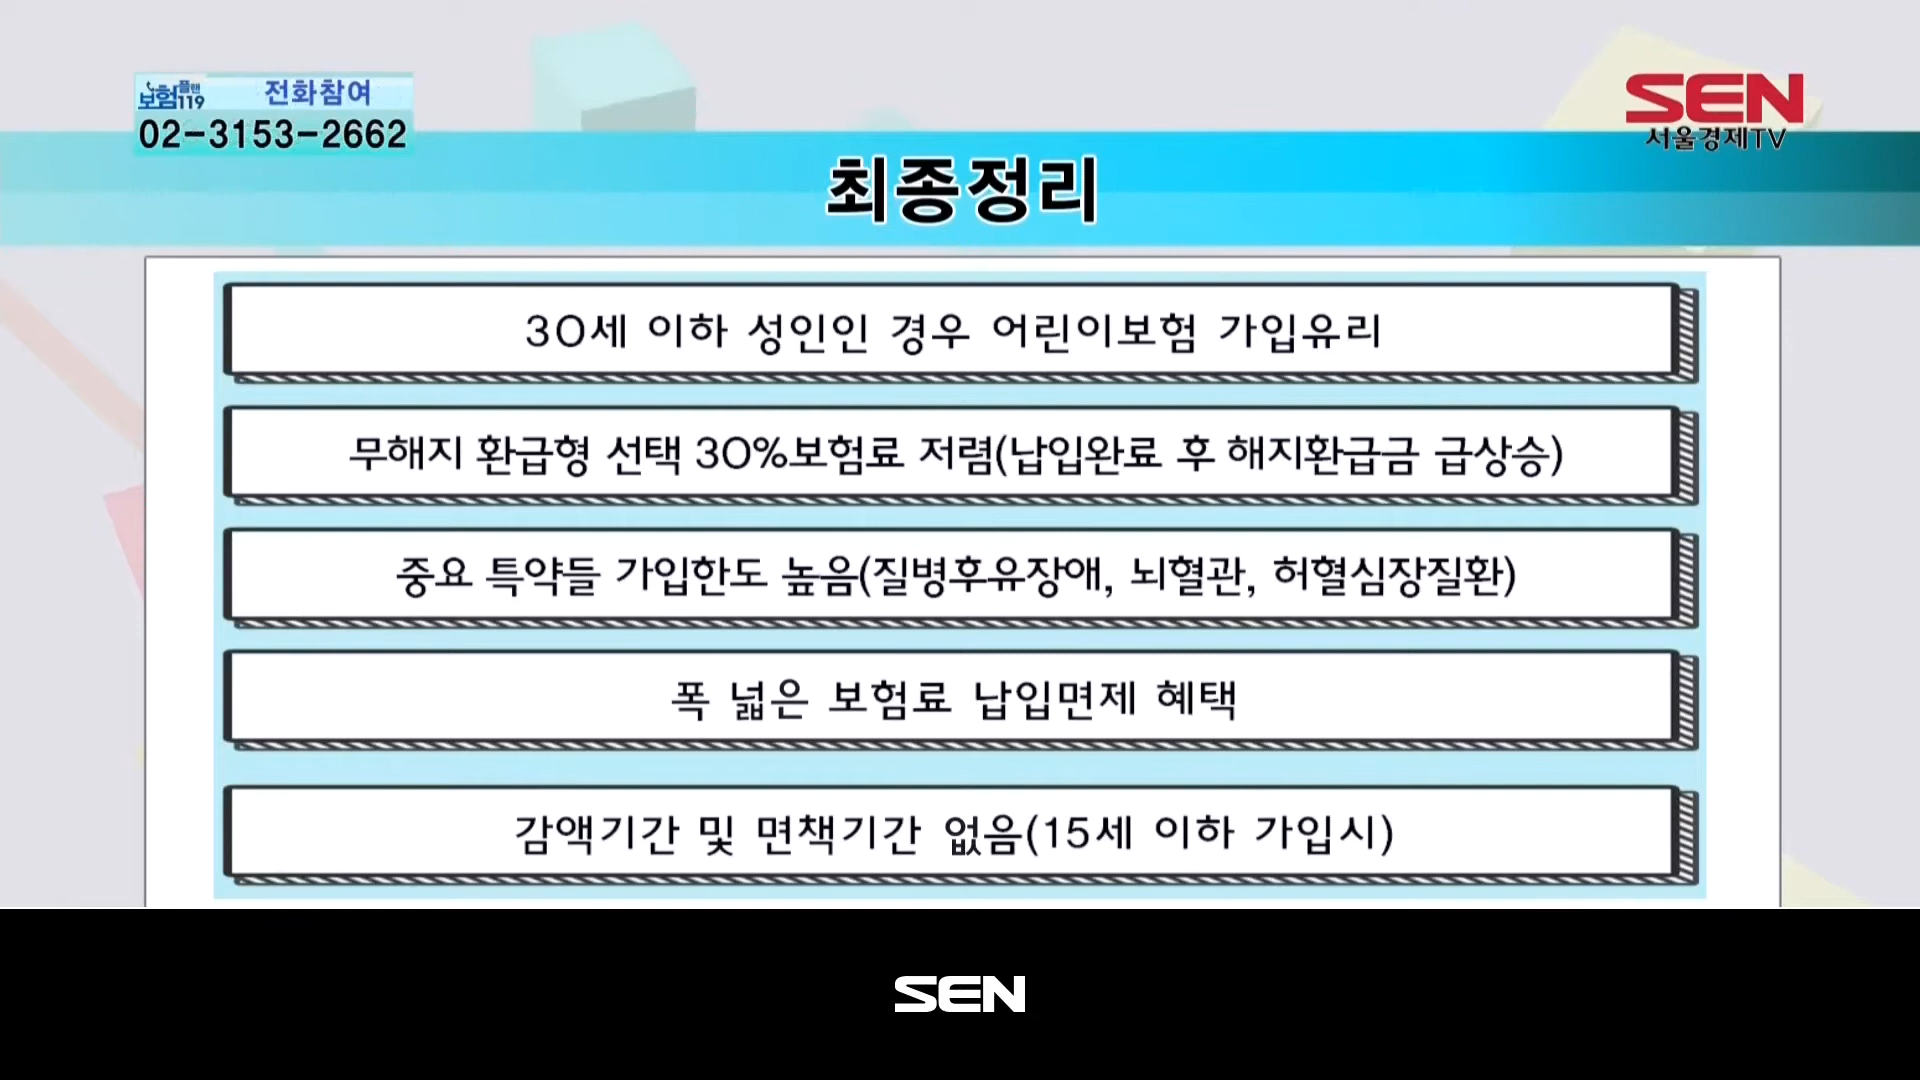 보험플랜119 전화참여
02-3153-2662
SEN
서울경제TV
최종정리
30세 이하 성인인 경우 어린이보험 가입유리
무해지 환급형 선택 30%보험료 저렴(납입완료 후 해지환급금 급상승)
중요 특약들 가입한도 높음(질병후유장애, 뇌혈관, 허혈심장질환)
폭 넓은 보험료 납입면제 혜택
감액기간 및 면책기간 없음(15세 이하 가입시)
SEN